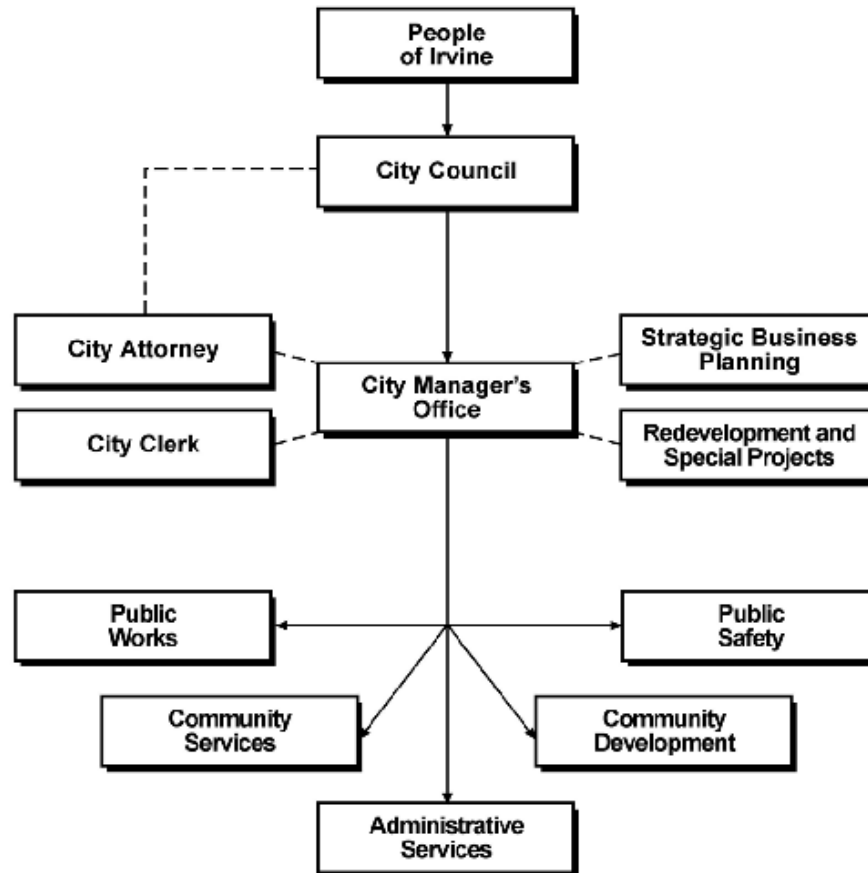 People
of Irvine
City Council
City Attorney
Strategic Business
Planning
City Manager's
Office
City Clerk
Redevelopment and
Special Projects
Public
Works
Public
Safety
Community
Services
Community
Development
Administrative
Services